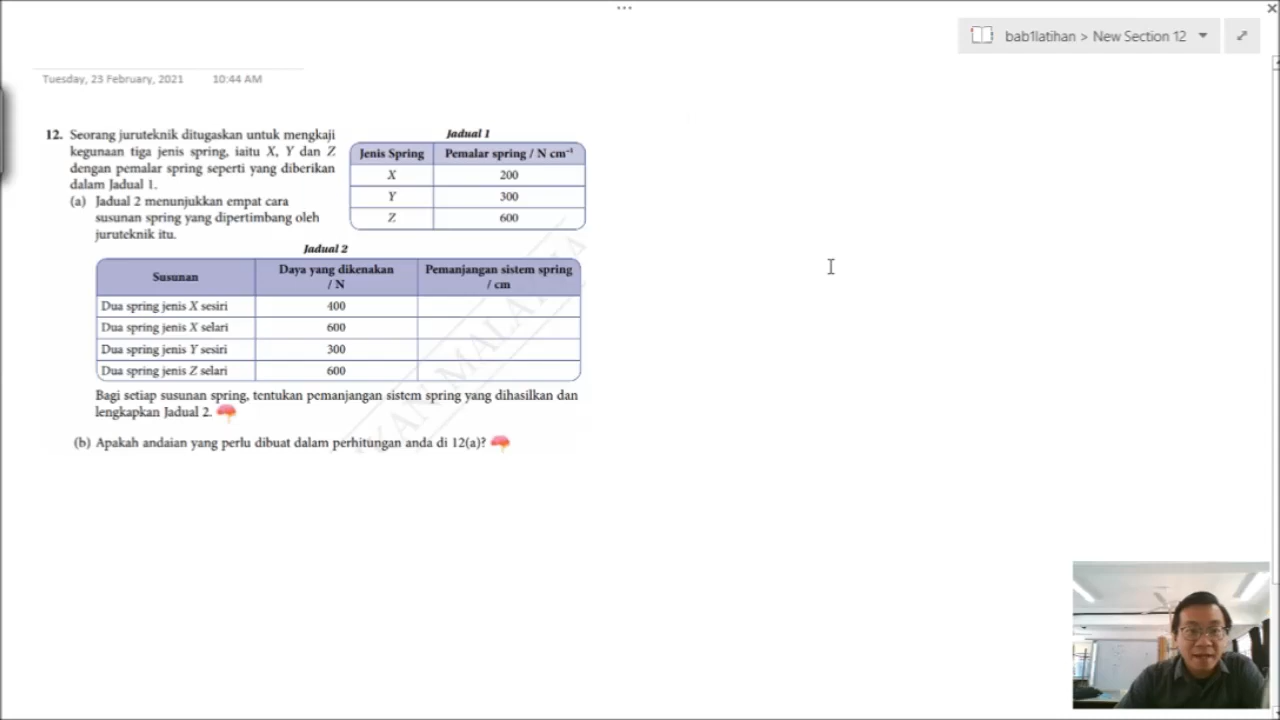 bab1latihan > New Section 12
Tuesday, 23 February, 2021 10:44 AM
12. Seorang juruteknik ditugaskan untuk mengkaji
kegunaan tiga jenis spring, iaitu X, Y dan Z
dengan pemalar spring seperti yang diberikan
dalam Jadual 1.
(a) Jadual 2 menunjukkan empat cara
susunan spring yang dipertimbang oleh
juruteknik itu.
Jadual 1
Jenis Spring Pemalar spring / N cm⁻¹
X 200
Y 300
Z 600
Jadual 2
Susunan Daya yang dikenakan / N Pemanjangan sistem spring / cm
Dua spring jenis X sesiri 400
Dua spring jenis X selari 600
Dua spring jenis Y sesiri 300
Dua spring jenis Z selari 600
Bagi setiap susunan spring, tentukan pemanjangan sistem spring yang dihasilkan dan
lengkapkan Jadual 2.
(b) Apakah andaian yang perlu dibuat dalam perhitungan anda di 12(a)?